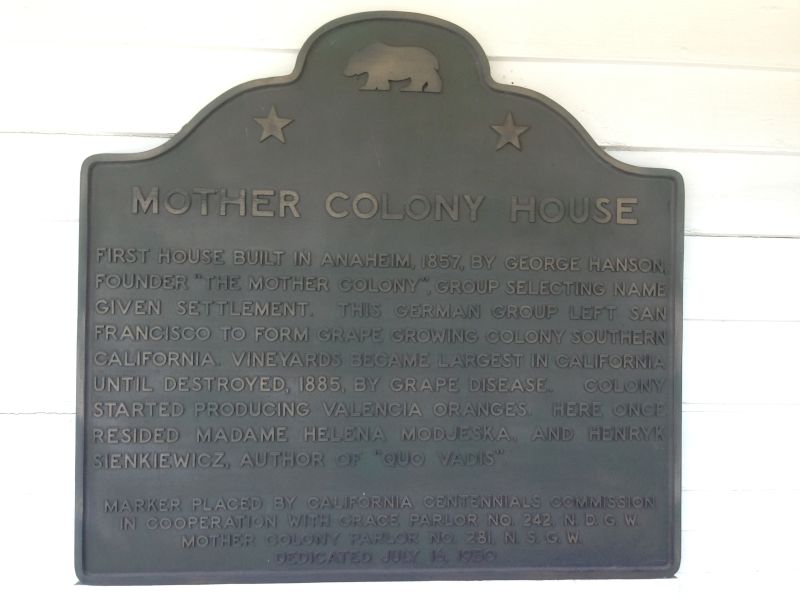 MOTHER COLONY HOUSE
FIRST HOUSE BUILT IN ANAHEIM, 1857, BY GEORGE HANSON,
FOUNDER "THE MOTHER COLONY", GROUP SELECTING NAME
GIVEN SETTLEMENT. THIS GERMAN GROUP LEFT SAN
FRANCISCO TO FORM GRAPE GROWING COLONY SOUTHERN
CALIFORNIA. VINEYARDS BECAME LARGEST IN CALIFORNIA
UNTIL DESTROYED, 1885, BY GRAPE DISEASE. COLONY
STARTED PRODUCING VALENCIA ORANGES. HERE ONCE
RESIDED MADAME HELENA MODJESKA, AND HENRYK
SIENKIEWICZ, AUTHOR OF "QUO VADIS".
MARKER PLACED BY CALIFORNIA CENTENNIALS COMMISSION
IN COOPERATION WITH GRACE PARLOR NO. 242, N. D. G. W.
MOTHER COLONY PARLOR NO. 281, N. S. G. W.
DEDICATED JULY 14, 1950